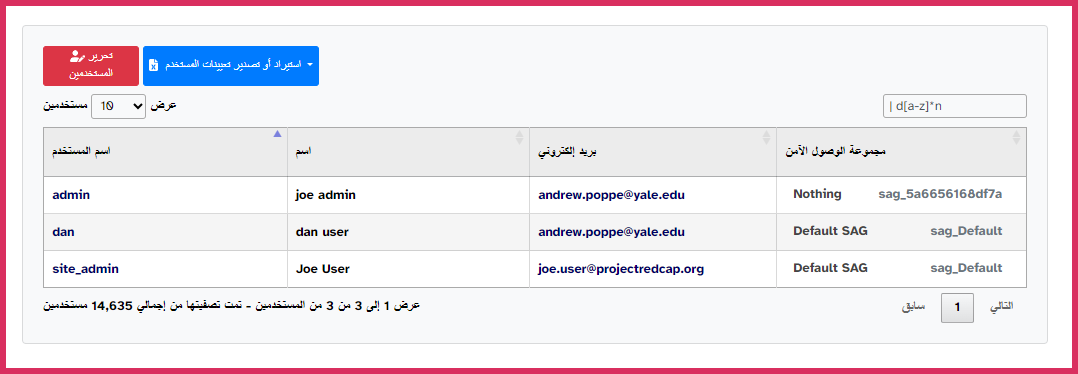 تحرير
المستخدمين
استيراد أو تصدير تعيينات المستخدم
عرض 10 مستخدمين
| d[a-z]*n
اسم المستخدم اسم بريد إلكتروني مجموعة الوصول الآمن
admin joe admin andrew.poppe@yale.edu Nothing sag_5a6656168df7a
dan dan user andrew.poppe@yale.edu Default SAG sag_Default
site_admin Joe User joe.user@projectredcap.org Default SAG sag_Default
عرض 1 إلى 3 من 3 من المستخدمين - تمت تصفيتها من إجمالي 14,635 مستخدمين
سابق 1 التالي